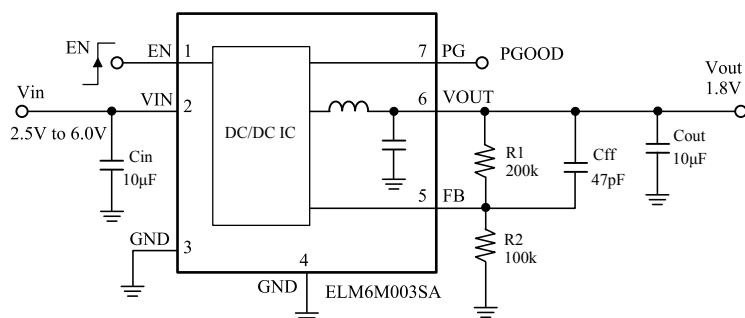 EN
EN
1
7
PG
PGOOD
Vin
2.5V to 6.0V
VIN
2
DC/DC IC
6
VOUT
Vout
1.8V
Cin
10μF
R1
200k
Cff
47pF
Cout
10μF
5
FB
GND
3
R2
100k
4
GND
ELM6M003SA